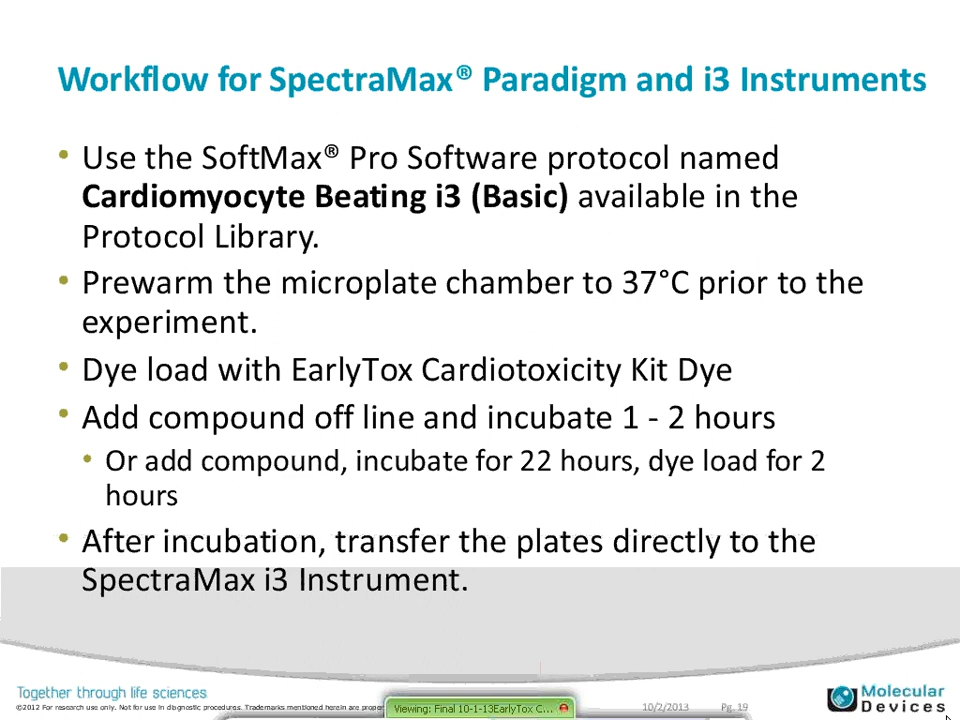 Workflow for SpectraMax® Paradigm and i3 Instruments
• Use the SoftMax® Pro Software protocol named
Cardiomyocyte Beating i3 (Basic) available in the
Protocol Library.
• Prewarm the microplate chamber to 37°C prior to the
experiment.
• Dye load with EarlyTox Cardiotoxicity Kit Dye
• Add compound off line and incubate 1 - 2 hours
• Or add compound, incubate for 22 hours, dye load for 2
hours
• After incubation, transfer the plates directly to the
SpectraMax i3 Instrument.
Together through life sciences.
©2012 For research use only. Not for use in diagnostic procedures. Trademarks mentioned herein are proper
Viewing: Final 10-1-13EarlyTox C...
10/2/2013 Pg. 19
Molecular
Devices